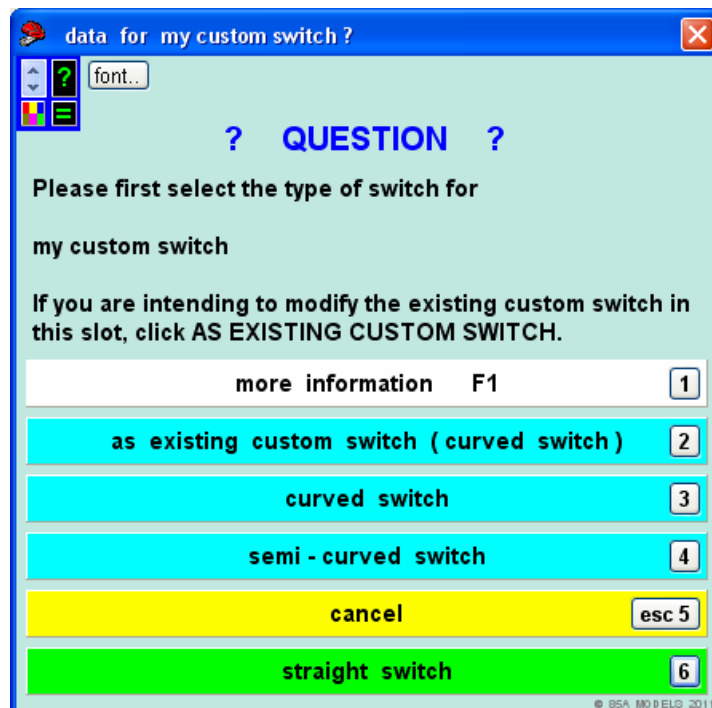 data for my custom switch ?
?
font..
=
? QUESTION ?
Please first select the type of switch for
my custom switch
If you are intending to modify the existing custom switch in
this slot, click AS EXISTING CUSTOM SWITCH.
more information F1 1
as existing custom switch ( curved switch ) 2
curved switch 3
semi - curved switch 4
cancel esc 5
straight switch 6
© 85A MODELS 2011